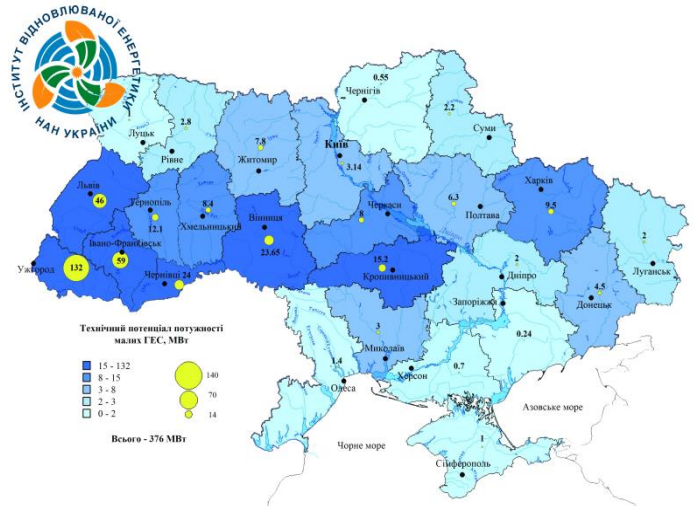 ІНСТИТУТ ВІДНОВЛЮВАНОЇ ЕНЕРГЕТИКИ
НАН УКРАЇНИ
0.55
Чернігів
2.2
Суми
2.8
Луцьк
Рівне
7.8
Житомир
Київ
3.14
Львів
46
Тернопіль
12.1
8.4
Хмельницький
Вінниця
23.65
Черкаси
8
6.3
Полтава
Харків
9.5
2
Луганськ
Ужгород
132
Івано-Франківськ
59
Чернівці 24
15.2
Кропивницький
2
Дніпро
4.5
Донецьк
Запоріжжя
0.24
3
Миколаїв
1.4
Одеса
Херсон
0.7
Азовське море
Чорне море
1
Сімферополь
Технічний потенціал потужності
малих ГЕС, МВт
15 - 132
8 - 15
3 - 8
2 - 3
0 - 2
140
70
14
Всього - 376 МВт